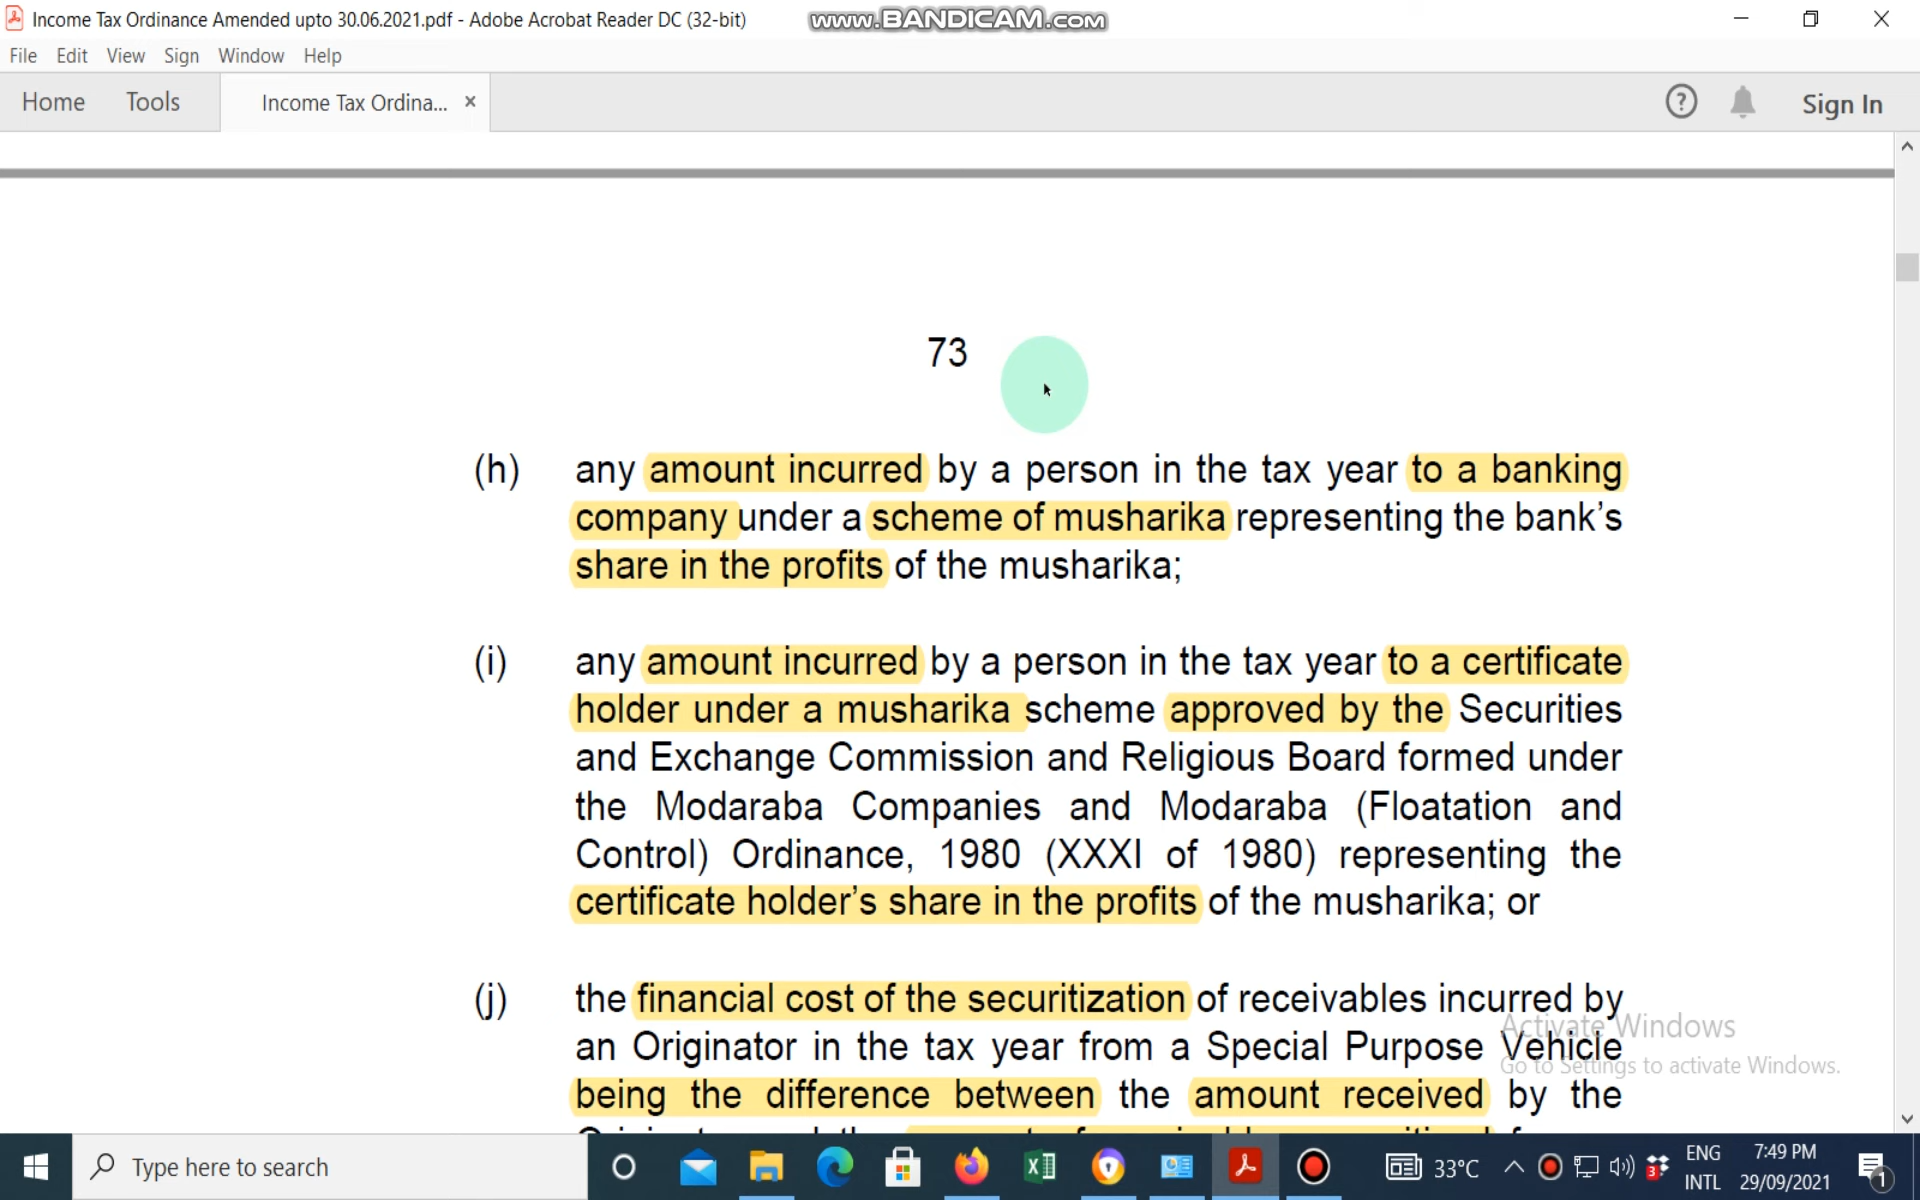 Income Tax Ordinance Amended upto 30.06.2021.pdf - Adobe Acrobat Reader DC (32-bit)
www.BANDICAM.com
File Edit View Sign Window Help
Home Tools Income Tax Ordina... × ? Sign In
73
(h) any amount incurred by a person in the tax year to a banking
company under a scheme of musharika representing the bank's
share in the profits of the musharika;
(i) any amount incurred by a person in the tax year to a certificate
holder under a musharika scheme approved by the Securities
and Exchange Commission and Religious Board formed under
the Modaraba Companies and Modaraba (Floatation and
Control) Ordinance, 1980 (XXXI of 1980) representing the
certificate holder's share in the profits of the musharika; or
(j) the financial cost of the securitization of receivables incurred by
Activate Windows
an Originator in the tax year from a Special Purpose Vehicle
Go to Settings to activate Windows.
being the difference between the amount received by the
Type here to search
33°C
3
ENG
INTL
7:49 PM
29/09/2021
1